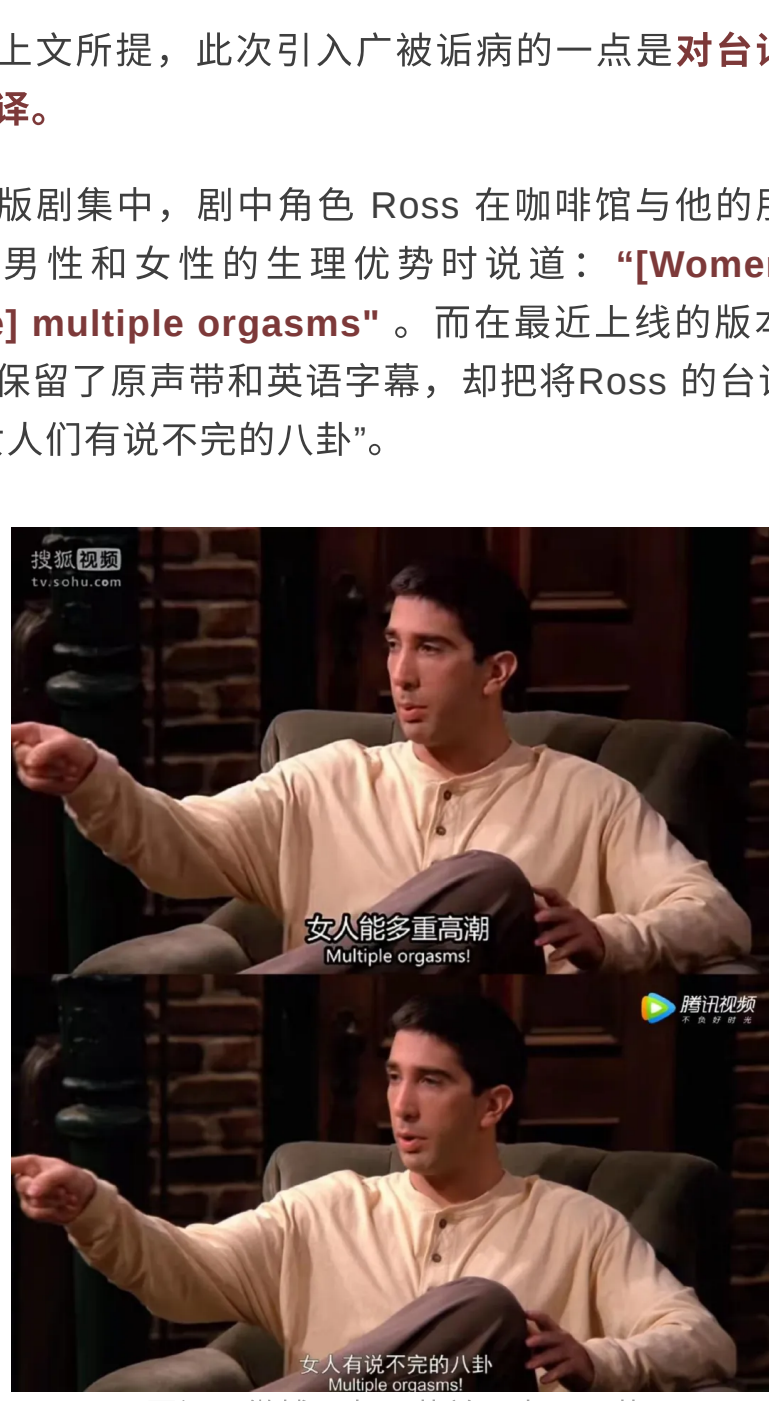 上文所提，此次引入广被诟病的一点是对台
译。
版剧集中，剧中角色 Ross 在咖啡馆与他的
男性和女性的生理优势时说道：“[Women
e] multiple orgasms" 。而在最近上线的版本
保留了原声带和英语字幕，却把将Ross 的台
人们有说不完的八卦”。
搜狐视频
tv.sohu.com
女人能多重高潮
Multiple orgasms!
腾讯视频
不负好时光
女人有说不完的八卦
Multiple orgasms!